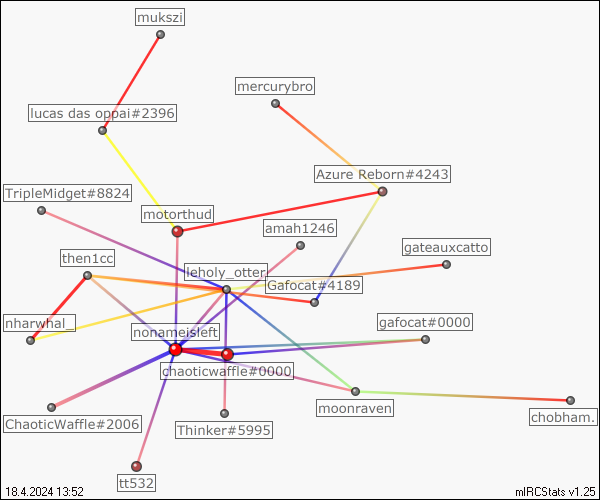 mukszi
mercurybro
lucas das oppai#2396
Azure Reborn#4243
TripleMidget#8824
motorthud
amah1246
gateauxcatto
then1cc
leholy_otter
Gafocat#4189
nharwhal_
nonameisleft
gafocat#0000
chaoticwaffle#0000
moonraven
ChaoticWaffle#2006
Thinker#5995
chobham.
tt532
18.4.2024 13:52
mIRCStats v1.25